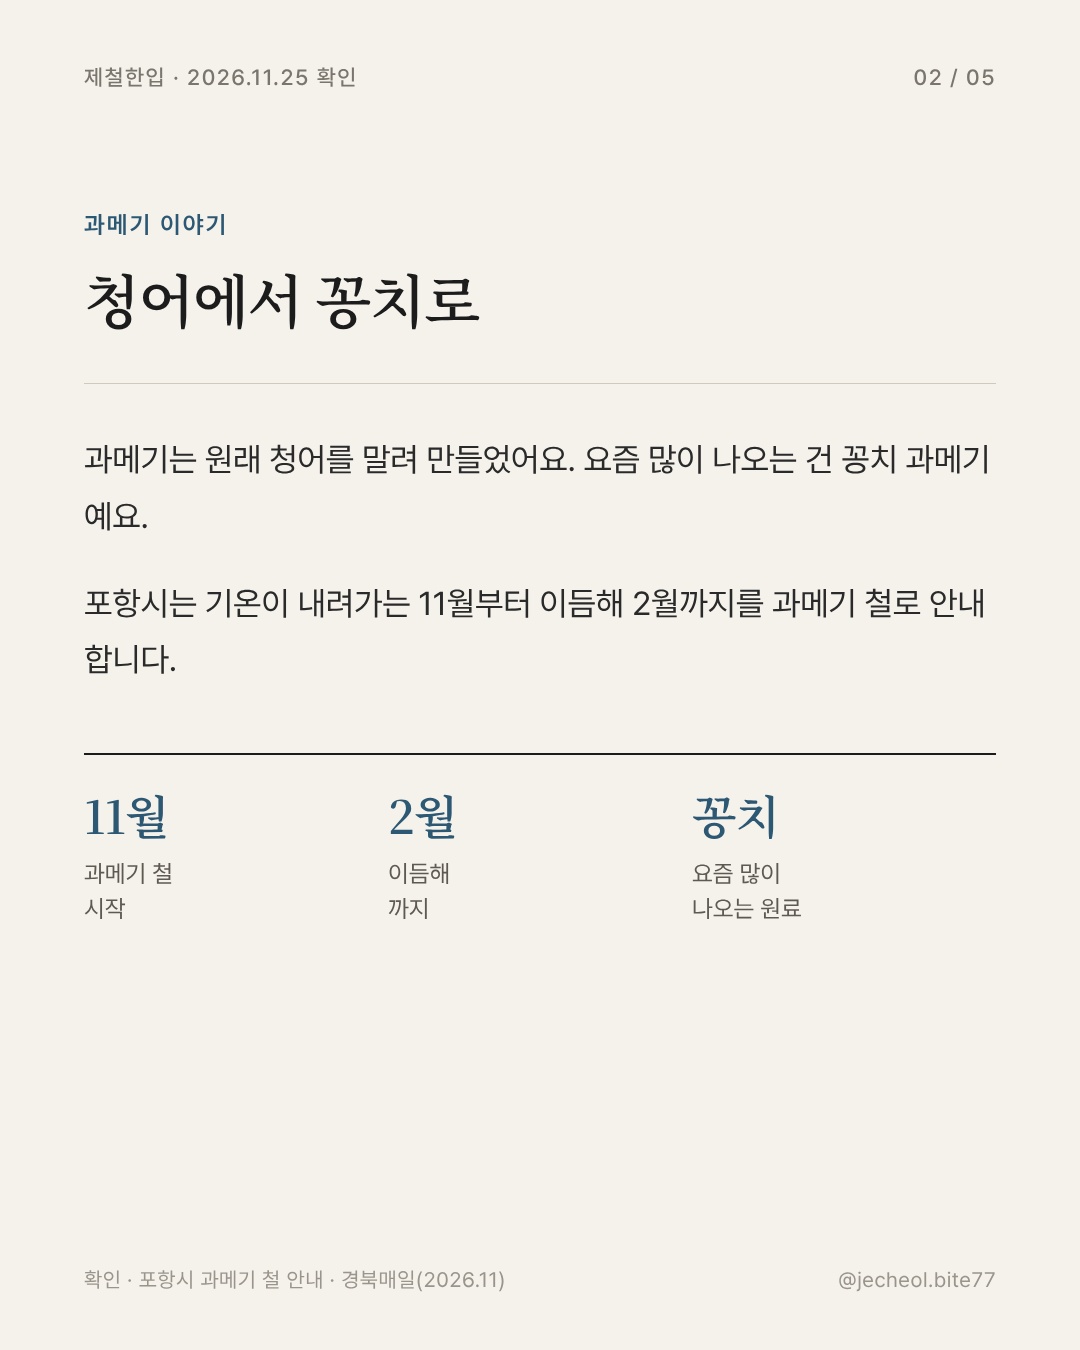 제철한입 · 2026.11.25 확인
02 / 05
과메기 이야기
청어에서 꽁치로
과메기는 원래 청어를 말려 만들었어요. 요즘 많이 나오는 건 꽁치 과메기
예요.
포항시는 기온이 내려가는 11월부터 이듬해 2월까지를 과메기 철로 안내
합니다.
11월
과메기 철
시작
2월
이듬해
까지
꽁치
요즘 많이
나오는 원료
확인 · 포항시 과메기 철 안내 · 경북매일(2026.11)
@jecheol.bite77